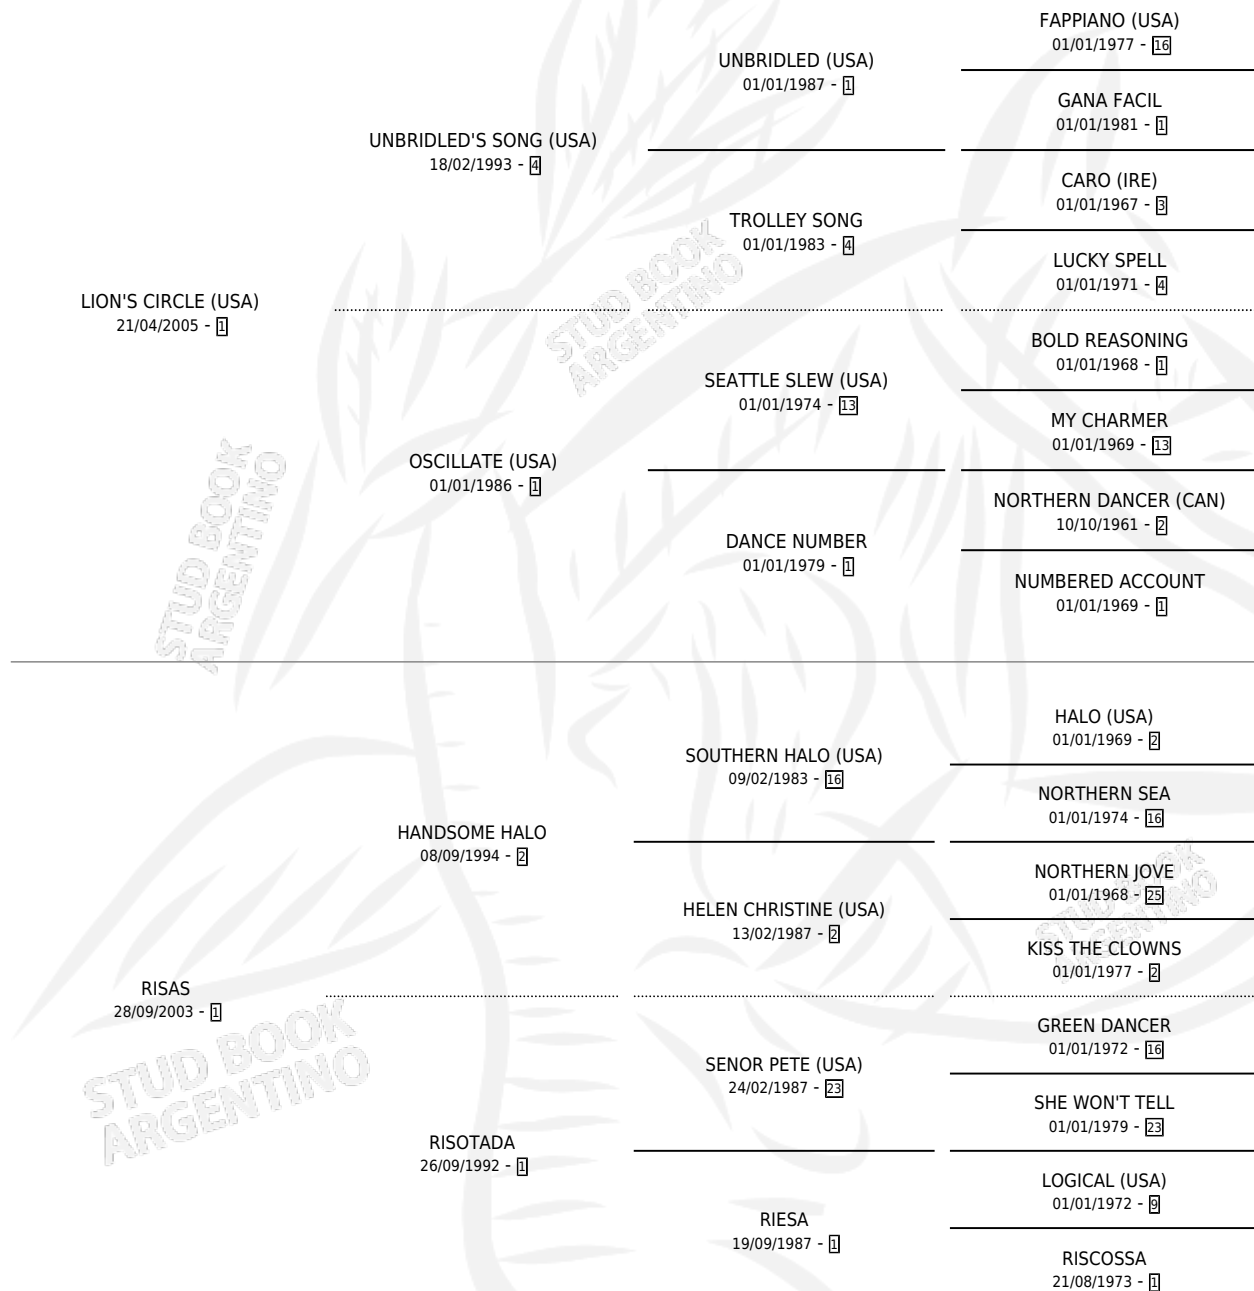 FAPPIANO (USA)
01/01/1977 - 16
UNBRIDLED (USA)
01/01/1987 - 1
GANA FACIL
01/01/1981 - 1
UNBRIDLED'S SONG (USA)
18/02/1993 - 4
CARO (IRE)
01/01/1967 - 3
TROLLEY SONG
01/01/1983 - 4
LUCKY SPELL
01/01/1971 - 4
LION'S CIRCLE (USA)
21/04/2005 - 1
BOLD REASONING
01/01/1968 - 1
SEATTLE SLEW (USA)
01/01/1974 - 13
MY CHARMER
01/01/1969 - 13
OSCILLATE (USA)
01/01/1986 - 1
NORTHERN DANCER (CAN)
10/10/1961 - 2
DANCE NUMBER
01/01/1979 - 1
NUMBERED ACCOUNT
01/01/1969 - 1
HALO (USA)
01/01/1969 - 2
SOUTHERN HALO (USA)
09/02/1983 - 16
NORTHERN SEA
01/01/1974 - 16
HANDSOME HALO
08/09/1994 - 2
NORTHERN JOVE
01/01/1968 - 25
HELEN CHRISTINE (USA)
13/02/1987 - 2
KISS THE CLOWNS
01/01/1977 - 2
RISAS
28/09/2003 - 1
GREEN DANCER
01/01/1972 - 16
SENOR PETE (USA)
24/02/1987 - 23
SHE WON'T TELL
01/01/1979 - 23
RISOTADA
26/09/1992 - 1
LOGICAL (USA)
01/01/1972 - 9
RIESA
19/09/1987 - 1
RISCOSSA
21/08/1973 - 1
STUD BOOK
ARGENTINO
STUD BOOK
ARGENTINO
STUD BOOK
ARGENTINO
STUD BOOK
ARGENTINO